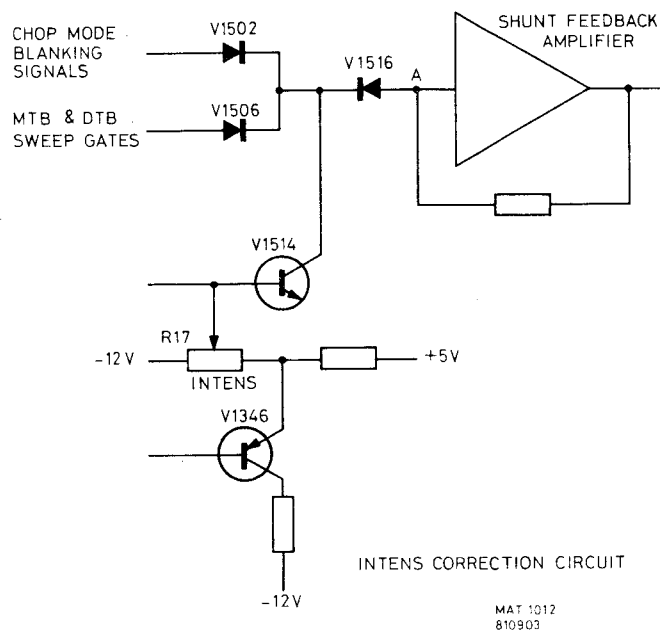 CHOP MODE
BLANKING
SIGNALS
V1502
V1506
MTB & DTB
SWEEP GATES
V1516
A
SHUNT FEEDBACK
AMPLIFIER
V1514
R17
-12V
INTENS
+5V
V1346
-12V
INTENS CORRECTION CIRCUIT
MAT 1012
810903